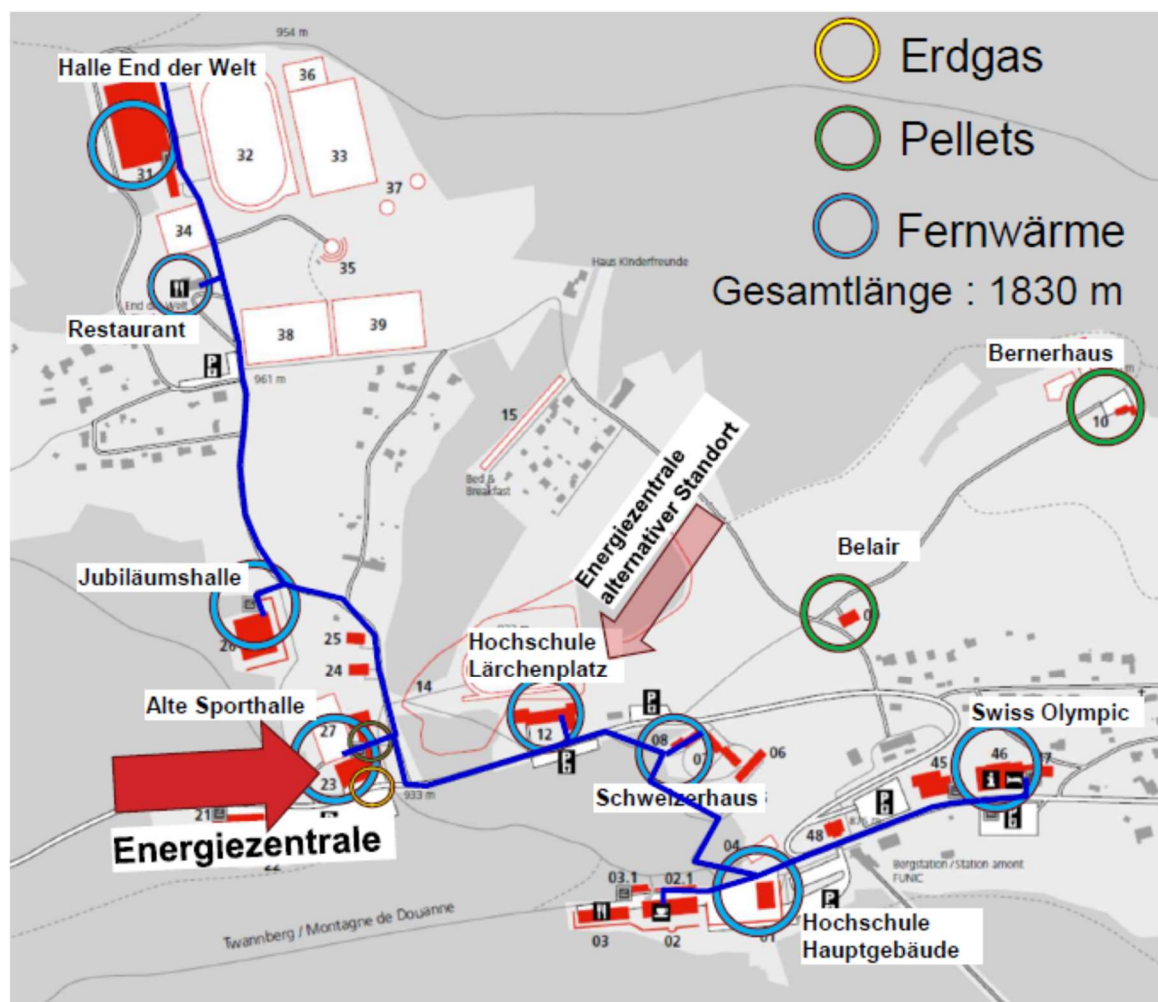 954 m
Halle End der Welt
Erdgas
Pellets
Fernwärme
Gesamtlänge : 1830 m
36
32
33
31
37
34
35
Haus Kinderfreunde
End der Welt
Restaurant
38
39
P
961 m
Bernerhaus
10
15
Bed &
Breakfast
Energiezentrale
alternativer Standort
Belair
Jubiläumshalle
25
24
14
Hochschule
Lärchenplatz
Alte Sporthalle
27
12
P
P
08
06
Swiss Olympic
46
45
23
933 m
21
Schweizerhaus
Energiezentrale
48
P
P
04
Bergstation / Station amont
FUNIC
03.1
02.1
03
02
01
P
Twannberg / Montagne de Douanne
Hochschule
Hauptgebäude